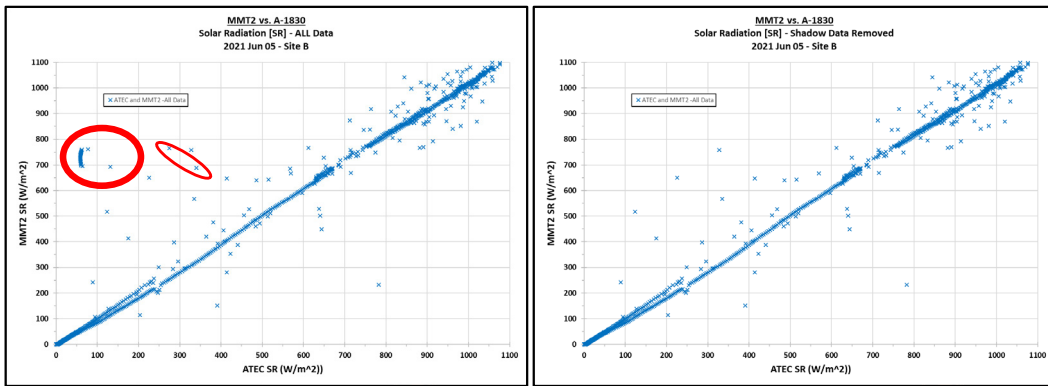 MMT2 vs. A-1830
Solar Radiation [SR] - ALL Data
2021 Jun 05 - Site B
1100
1000
900
800
700
600
500
400
300
200
100
0
MMT2 SR (W/m^2)
ATEC and MMT2 -All Data
0 100 200 300 400 500 600 700 800 900 1000 1100
ATEC SR (W/m^2))
MMT2 vs. A-1830
Solar Radiation [SR] - Shadow Data Removed
2021 Jun 05 - Site B
1100
1000
900
800
700
600
500
400
300
200
100
0
MMT2 SR (W/m^2)
ATEC and MMT2 -All Data
0 100 200 300 400 500 600 700 800 900 1000 1100
ATEC SR (W/m^2))